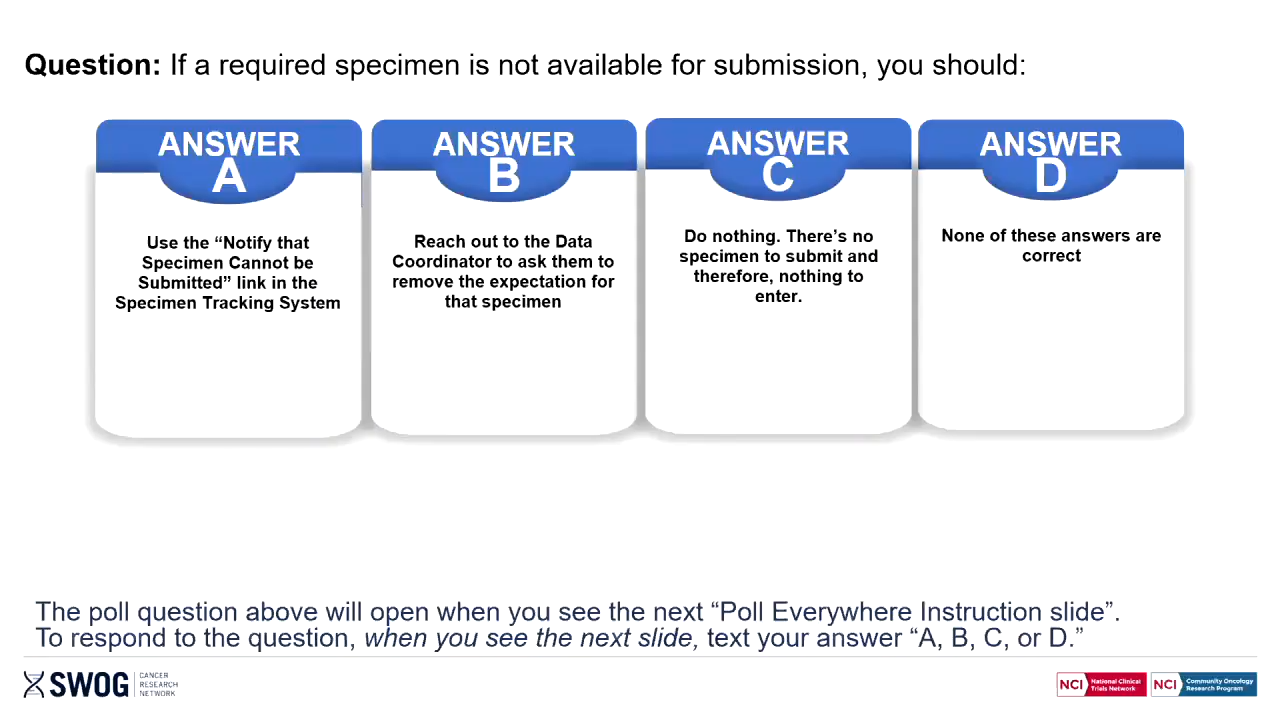 Question: If a required specimen is not available for submission, you should:
ANSWER
A
Use the “Notify that
Specimen Cannot be
Submitted” link in the
Specimen Tracking System
ANSWER
B
Reach out to the Data
Coordinator to ask them to
remove the expectation for
that specimen
ANSWER
C
Do nothing. There’s no
specimen to submit and
therefore, nothing to
enter.
ANSWER
D
None of these answers are
correct
The poll question above will open when you see the next “Poll Everywhere Instruction slide”.
To respond to the question, when you see the next slide, text your answer “A, B, C, or D.”
SWOG
CANCER
RESEARCH
NETWORK
NCI
National Clinical
Trials Network
NCI
Community Oncology
Research Program